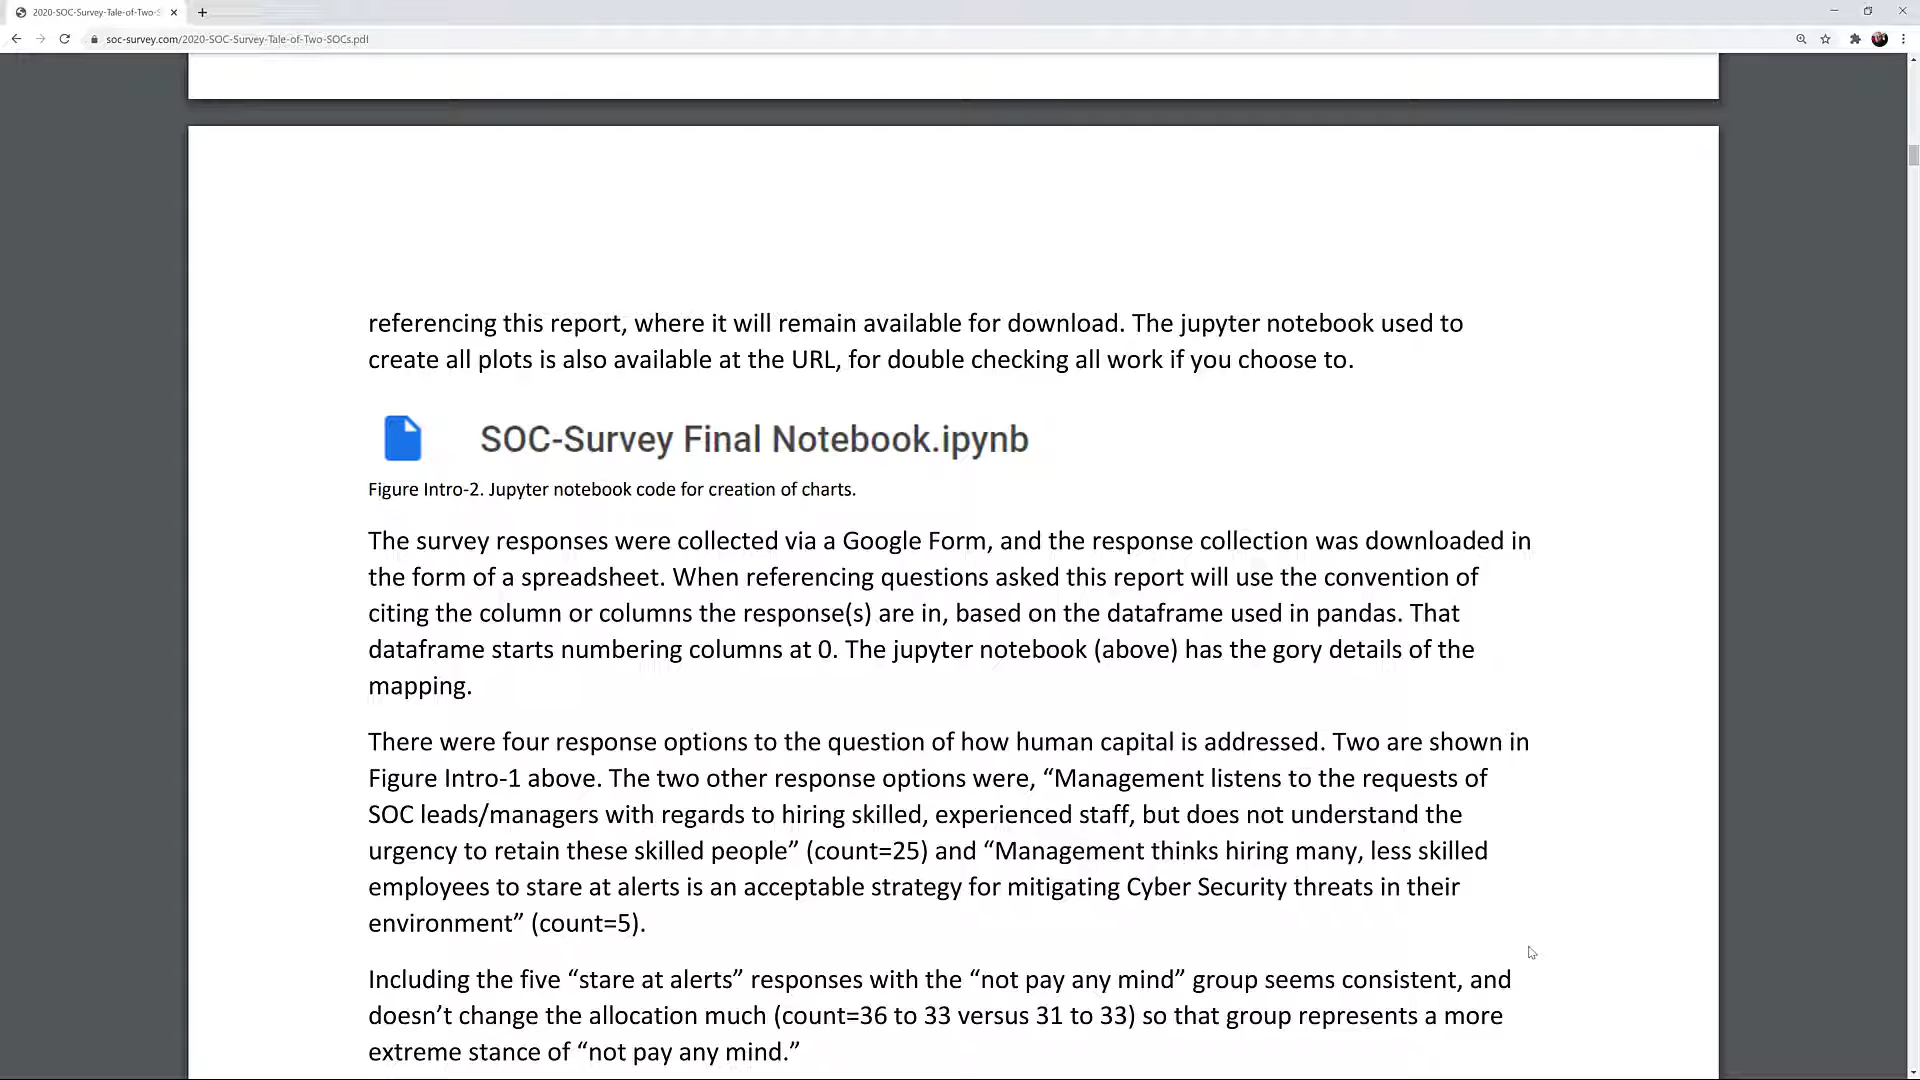 2020-SOC-Survey-Tale-of-Two-S
soc-survey.com/2020-SOC-Survey-Tale-of-Two-SOCs.pdf
referencing this report, where it will remain available for download. The jupyter notebook used to
create all plots is also available at the URL, for double checking all work if you choose to.
SOC-Survey Final Notebook.ipynb
Figure Intro-2. Jupyter notebook code for creation of charts.
The survey responses were collected via a Google Form, and the response collection was downloaded in
the form of a spreadsheet. When referencing questions asked this report will use the convention of
citing the column or columns the response(s) are in, based on the dataframe used in pandas. That
dataframe starts numbering columns at 0. The jupyter notebook (above) has the gory details of the
mapping.
There were four response options to the question of how human capital is addressed. Two are shown in
Figure Intro-1 above. The two other response options were, “Management listens to the requests of
SOC leads/managers with regards to hiring skilled, experienced staff, but does not understand the
urgency to retain these skilled people” (count=25) and “Management thinks hiring many, less skilled
employees to stare at alerts is an acceptable strategy for mitigating Cyber Security threats in their
environment” (count=5).
Including the five “stare at alerts” responses with the “not pay any mind” group seems consistent, and
doesn’t change the allocation much (count=36 to 33 versus 31 to 33) so that group represents a more
extreme stance of “not pay any mind.”